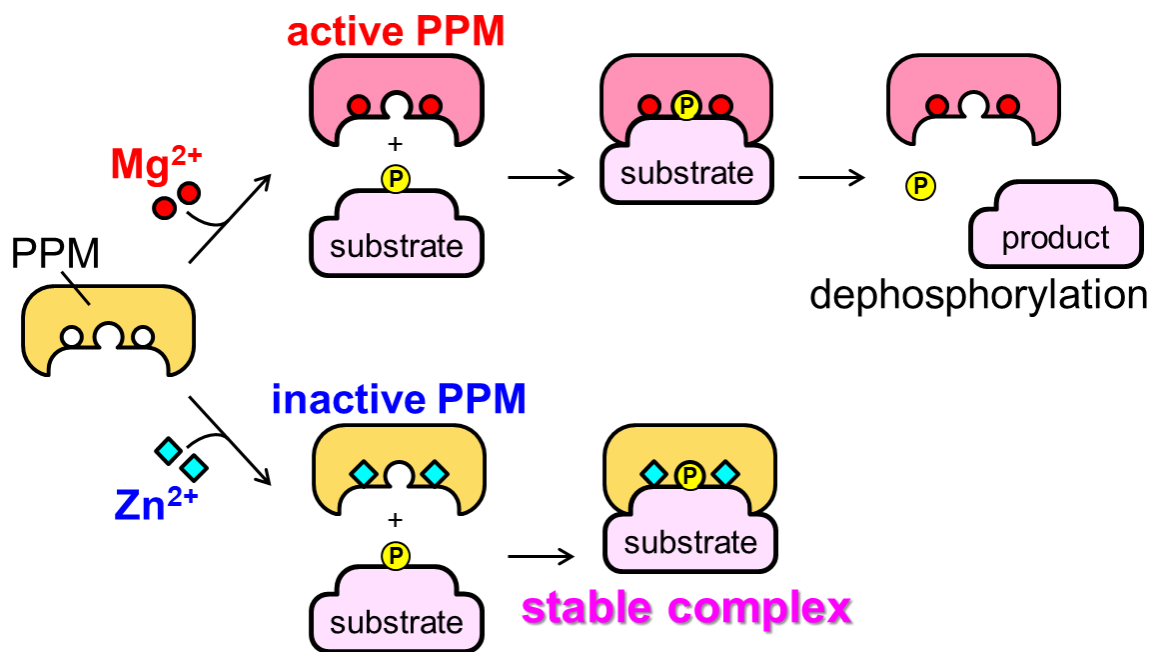 active PPM
Mg²⁺
+
P
substrate
P
substrate
P
product
dephosphorylation
PPM
inactive PPM
Zn²⁺
+
P
substrate
P
substrate
stable complex